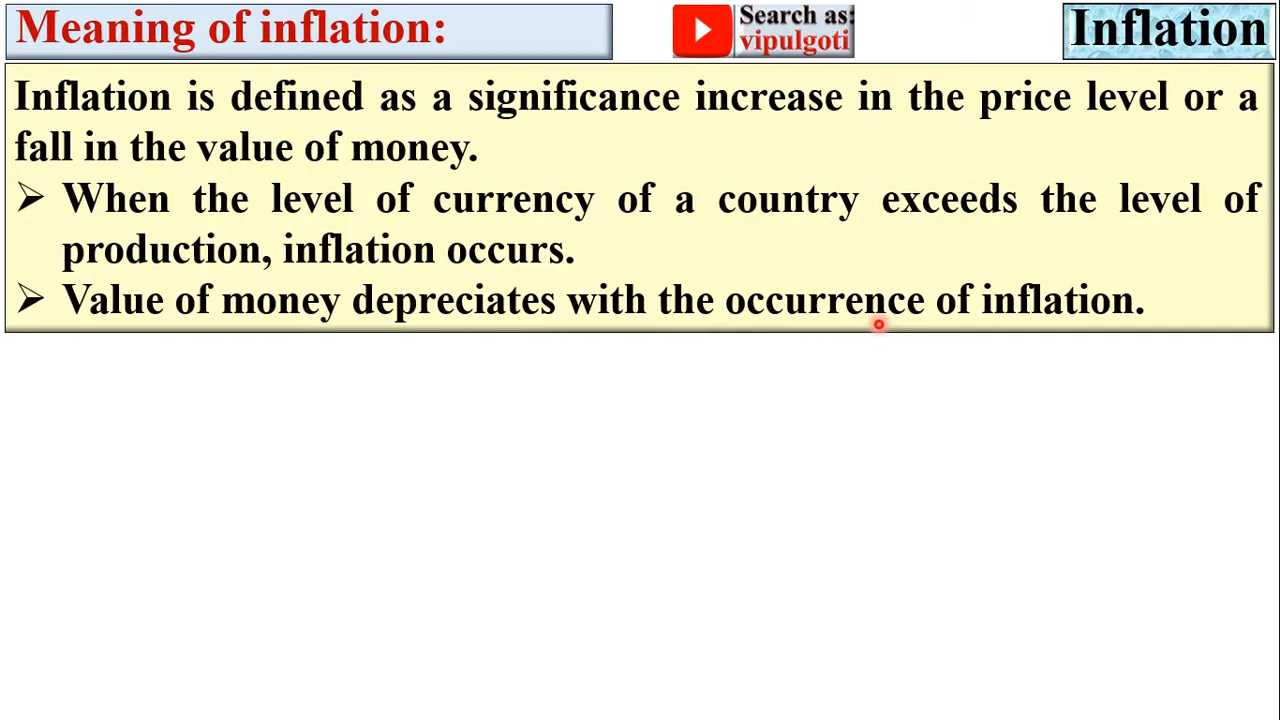 Meaning of inflation:
Search as:
vipulgoti
Inflation
Inflation is defined as a significance increase in the price level or a
fall in the value of money.
➢ When the level of currency of a country exceeds the level of
production, inflation occurs.
➢ Value of money depreciates with the occurrence of inflation.